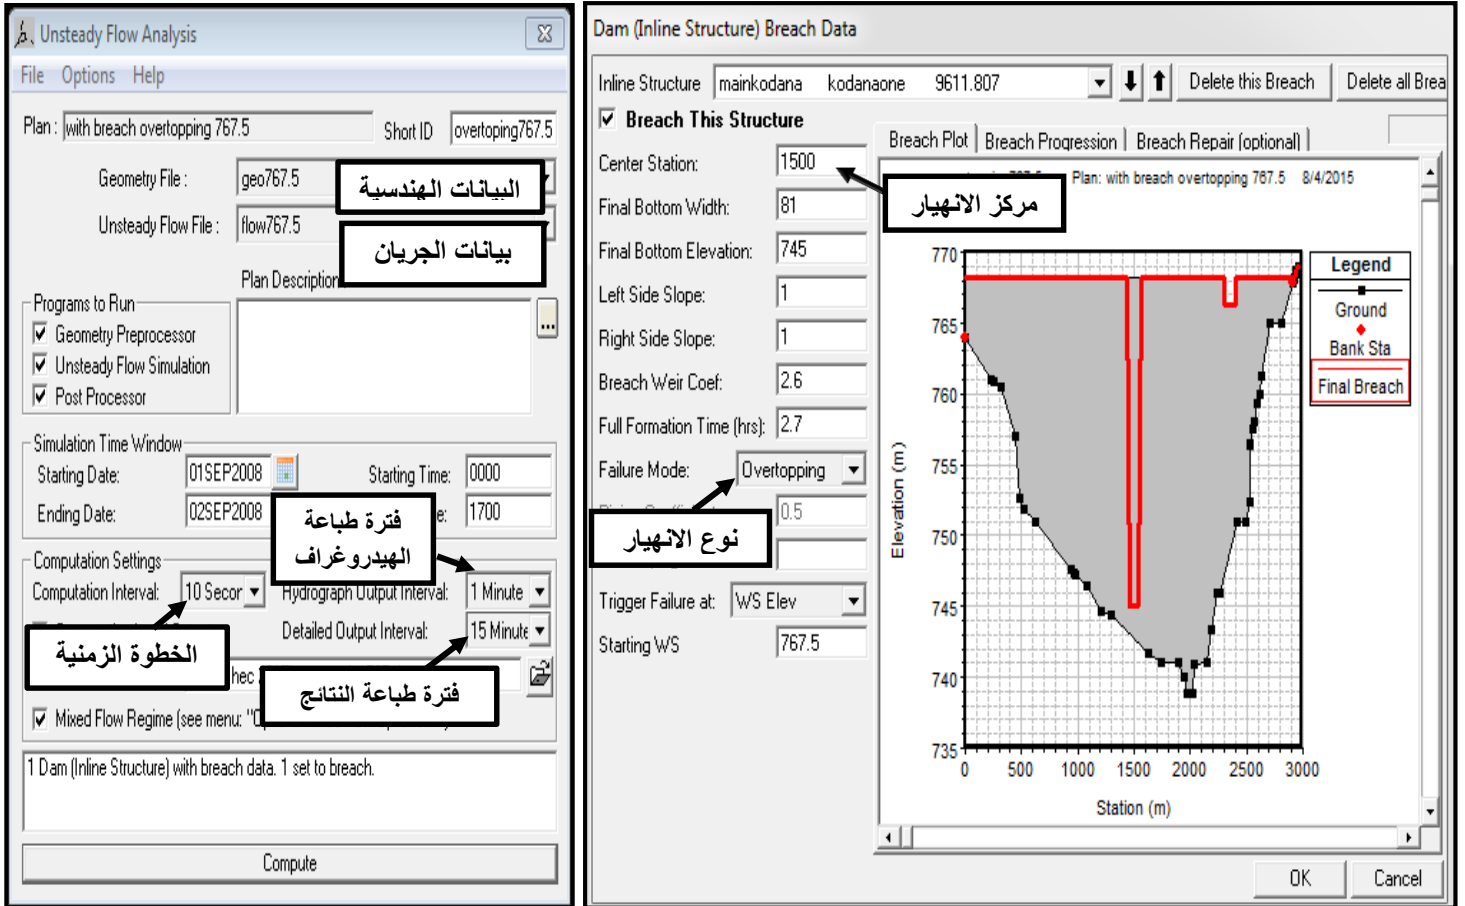 Unsteady Flow Analysis
File Options Help
Plan : with breach overtopping 767.5 Short ID overtoping767.5
Geometry File : geo767.5
البيانات الهندسية
Unsteady Flow File : flow767.5
بيانات الجريان
Plan Description
Programs to Run
Geometry Preprocessor
Unsteady Flow Simulation
Post Processor
...
Simulation Time Window
Starting Date: 01SEP2008 Starting Time: 0000
Ending Date: 02SEP2008 1700
فترة طباعة
الهيدروغراف
Computation Settings
Computation Interval: 10 Secor Hydrograph Output Interval: 1 Minute
Detailed Output Interval: 15 Minute
الخطوة الزمنية
فترة طباعة النتائج
Mixed Flow Regime (see menu:
1 Dam (Inline Structure) with breach data. 1 set to breach.
Compute
Dam (Inline Structure) Breach Data
Inline Structure mainkodana kodanaone 9611.807 Delete this Breach Delete all Brea
Breach This Structure
Center Station: 1500
مركز الانهيار
Final Bottom Width: 81
Final Bottom Elevation: 745
Left Side Slope: 1
Right Side Slope: 1
Breach Weir Coef: 2.6
Full Formation Time (hrs): 2.7
Failure Mode: Overtopping
0.5
نوع الانهيار
Trigger Failure at: WS Elev
Starting WS 767.5
Breach Plot Breach Progression Breach Repair (optional)
Plan: with breach overtopping 767.5 8/4/2015
770
765
760
755
750
745
740
735
Elevation (m)
0 500 1000 1500 2000 2500 3000
Station (m)
Legend
Ground
Bank Sta
Final Breach
OK Cancel